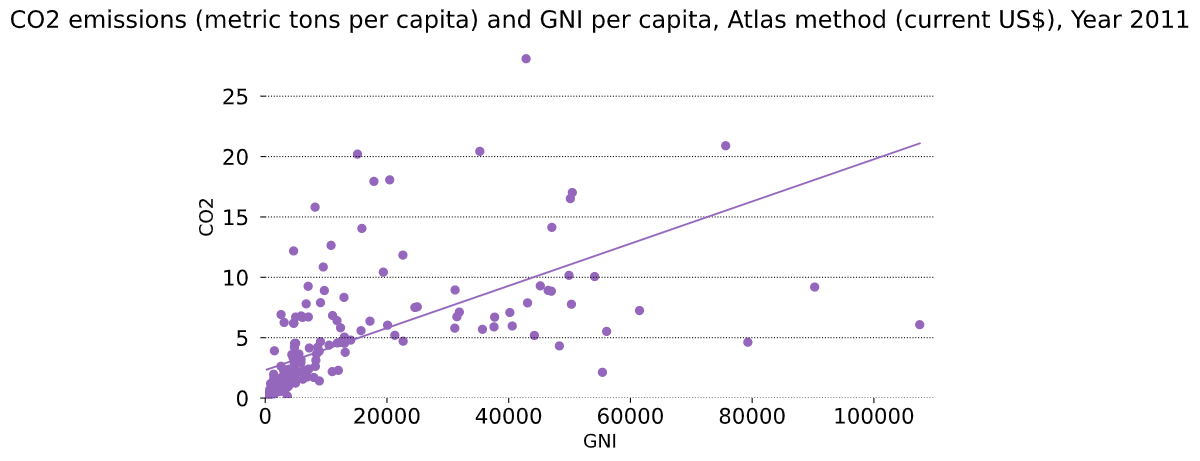 CO2 emissions (metric tons per capita) and GNI per capita, Atlas method (current US$), Year 2011
25
20
15
10
5
0
CO2
0 20000 40000 60000 80000 100000
GNI